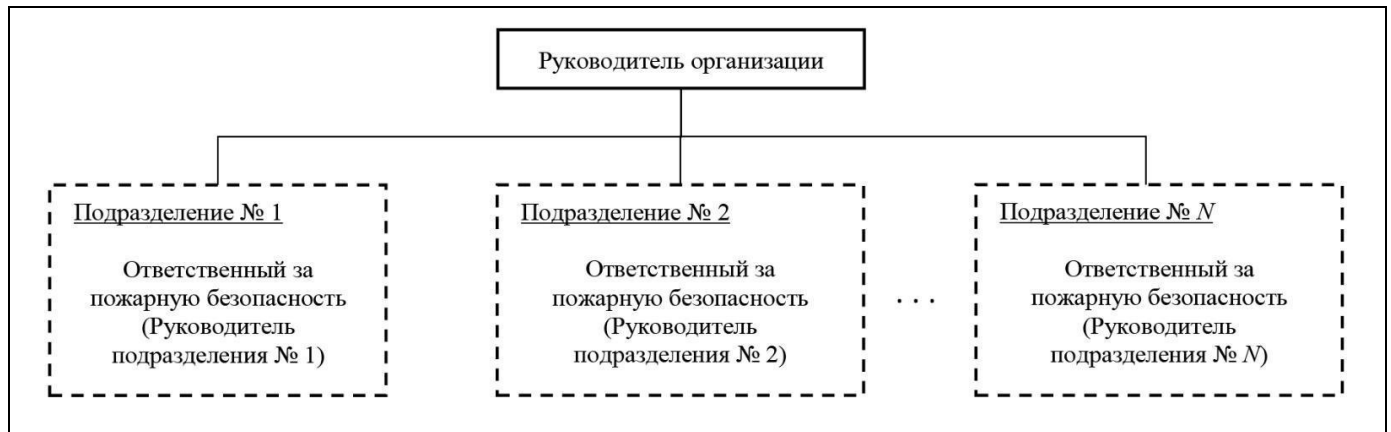 Руководитель организации
Подразделение № 1
Ответственный за
пожарную безопасность
(Руководитель
подразделения № 1)
Подразделение № 2
Ответственный за
пожарную безопасность
(Руководитель
подразделения № 2)
. . .
Подразделение № N
Ответственный за
пожарную безопасность
(Руководитель
подразделения № N)